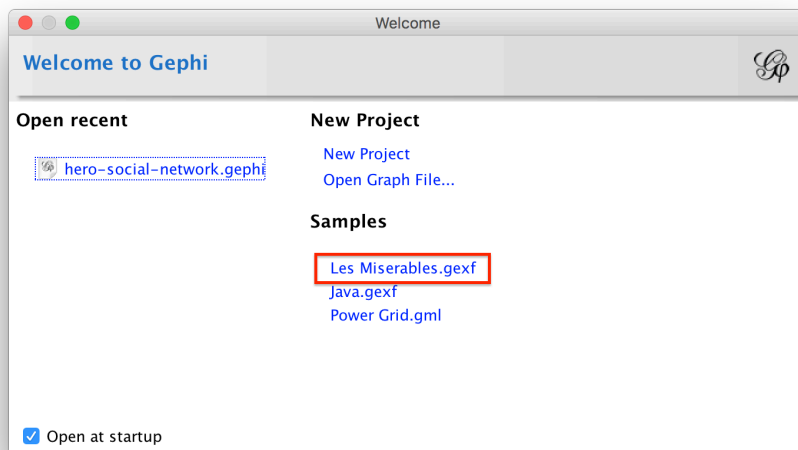 Welcome
Welcome to Gephi
Open recent
hero-social-network.gephi
New Project
New Project
Open Graph File...
Samples
Les Miserables.gexf
Java.gexf
Power Grid.gml
Open at startup